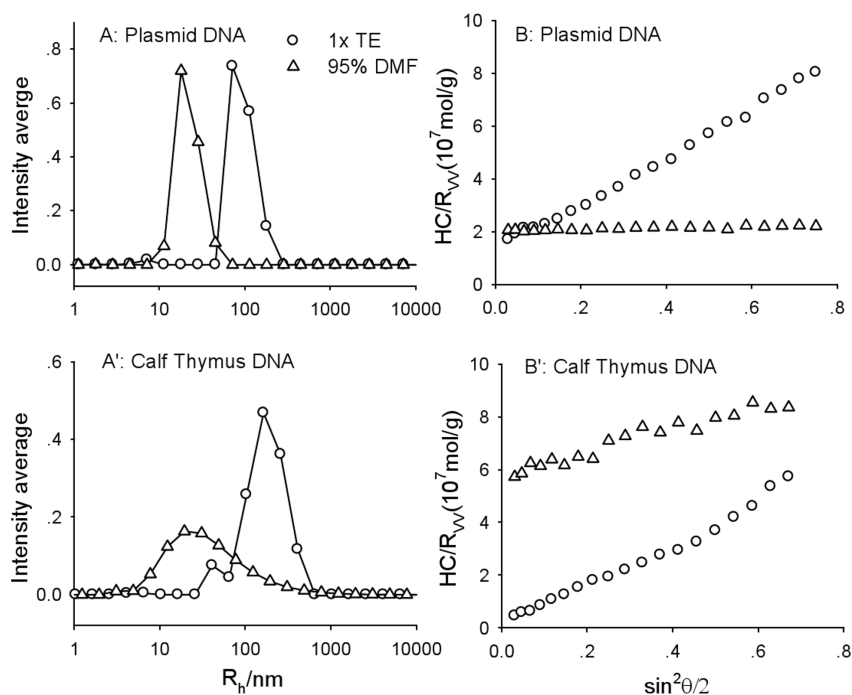 A: Plasmid DNA
1x TE
95% DMF
.8
.6
.4
.2
0.0
Intensity averge
1 10 100 1000 10000
B: Plasmid DNA
10
8
6
4
2
0
HC/R_VV(10^7mol/g)
0.0 .2 .4 .6 .8
A': Calf Thymus DNA
.6
.4
.2
0.0
Intensity average
1 10 100 1000 10000
R_h/nm
B': Calf Thymus DNA
10
8
6
4
2
0
HC/R_VV(10^7mol/g)
0.0 .2 .4 .6 .8
sin²θ/2